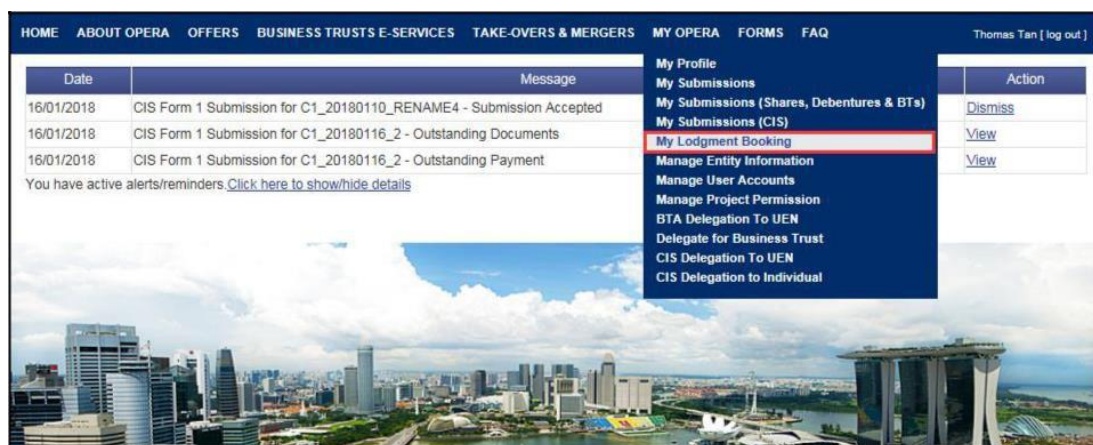 HOME ABOUT OPERA OFFERS BUSINESS TRUSTS E-SERVICES TAKE-OVERS & MERGERS MY OPERA FORMS FAQ Thomas Tan [ log out ]
My Profile
My Submissions
My Submissions (Shares, Debentures & BTs)
My Submissions (CIS)
My Lodgment Booking
Manage Entity Information
Manage User Accounts
Manage Project Permission
BTA Delegation To UEN
Delegate for Business Trust
CIS Delegation To UEN
CIS Delegation to Individual
Date Message Action
16/01/2018 CIS Form 1 Submission for C1_20180110_RENAME4 - Submission Accepted Dismiss
16/01/2018 CIS Form 1 Submission for C1_20180116_2 - Outstanding Documents View
16/01/2018 CIS Form 1 Submission for C1_20180116_2 - Outstanding Payment View
You have active alerts/reminders.Click here to show/hide details